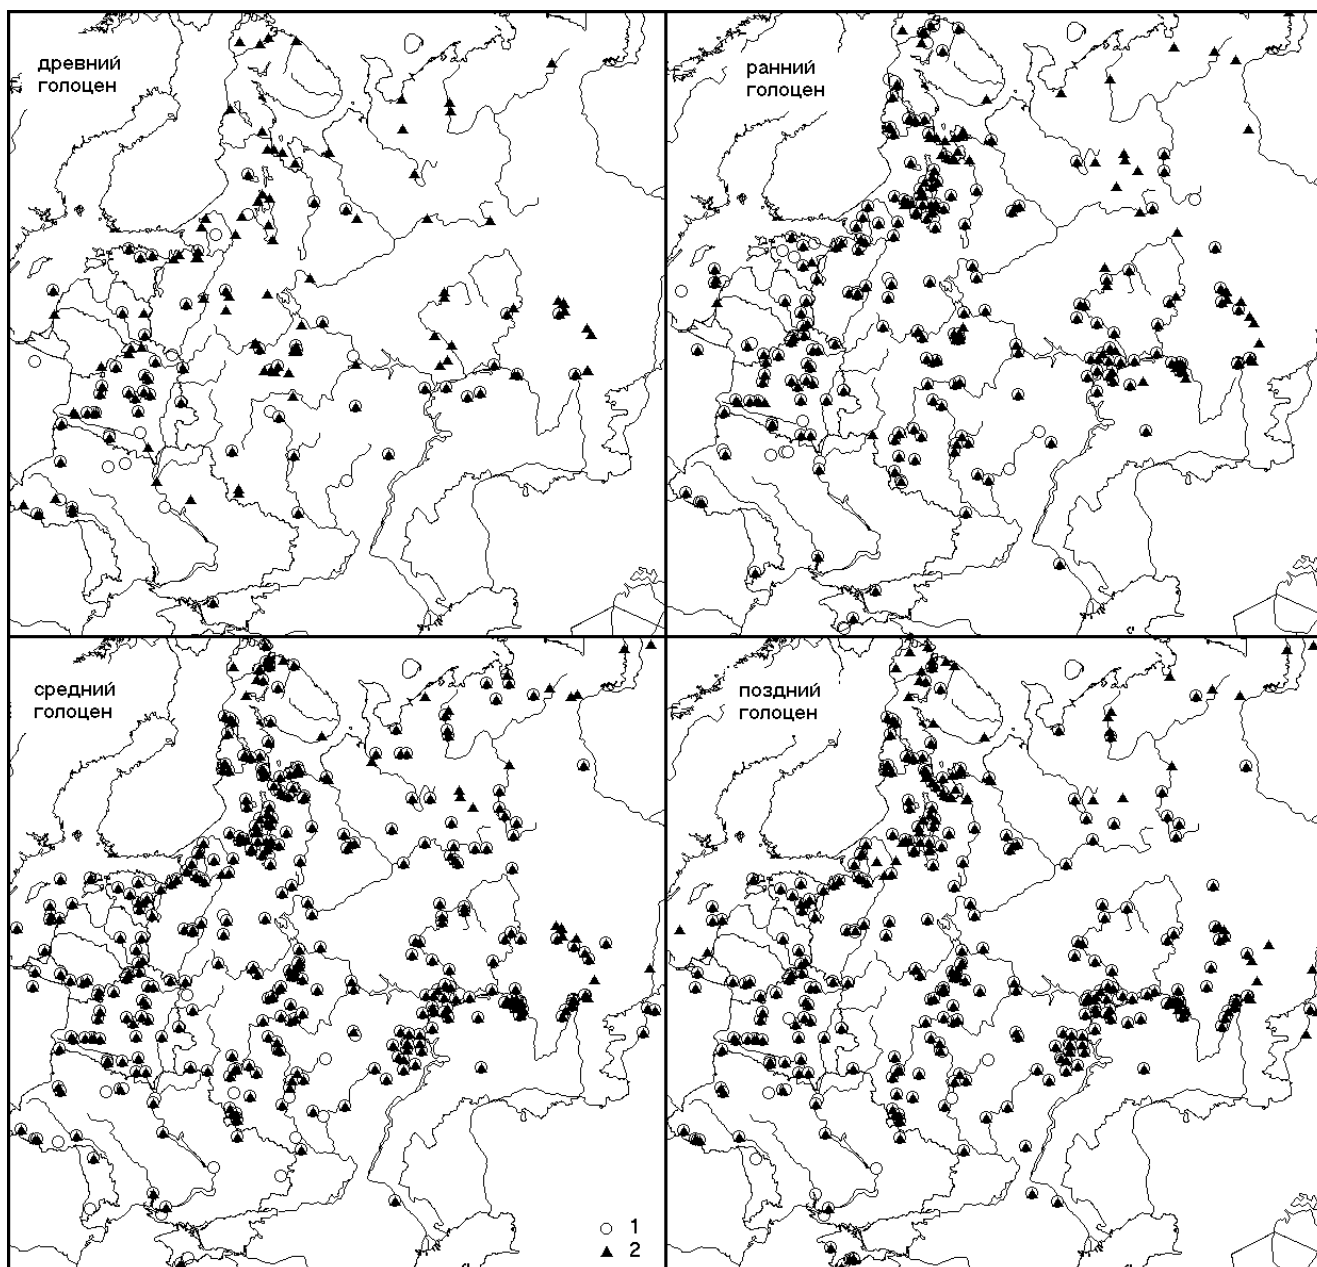 древний
голоцен
ранний
голоцен
средний
голоцен
поздний
голоцен
1
2